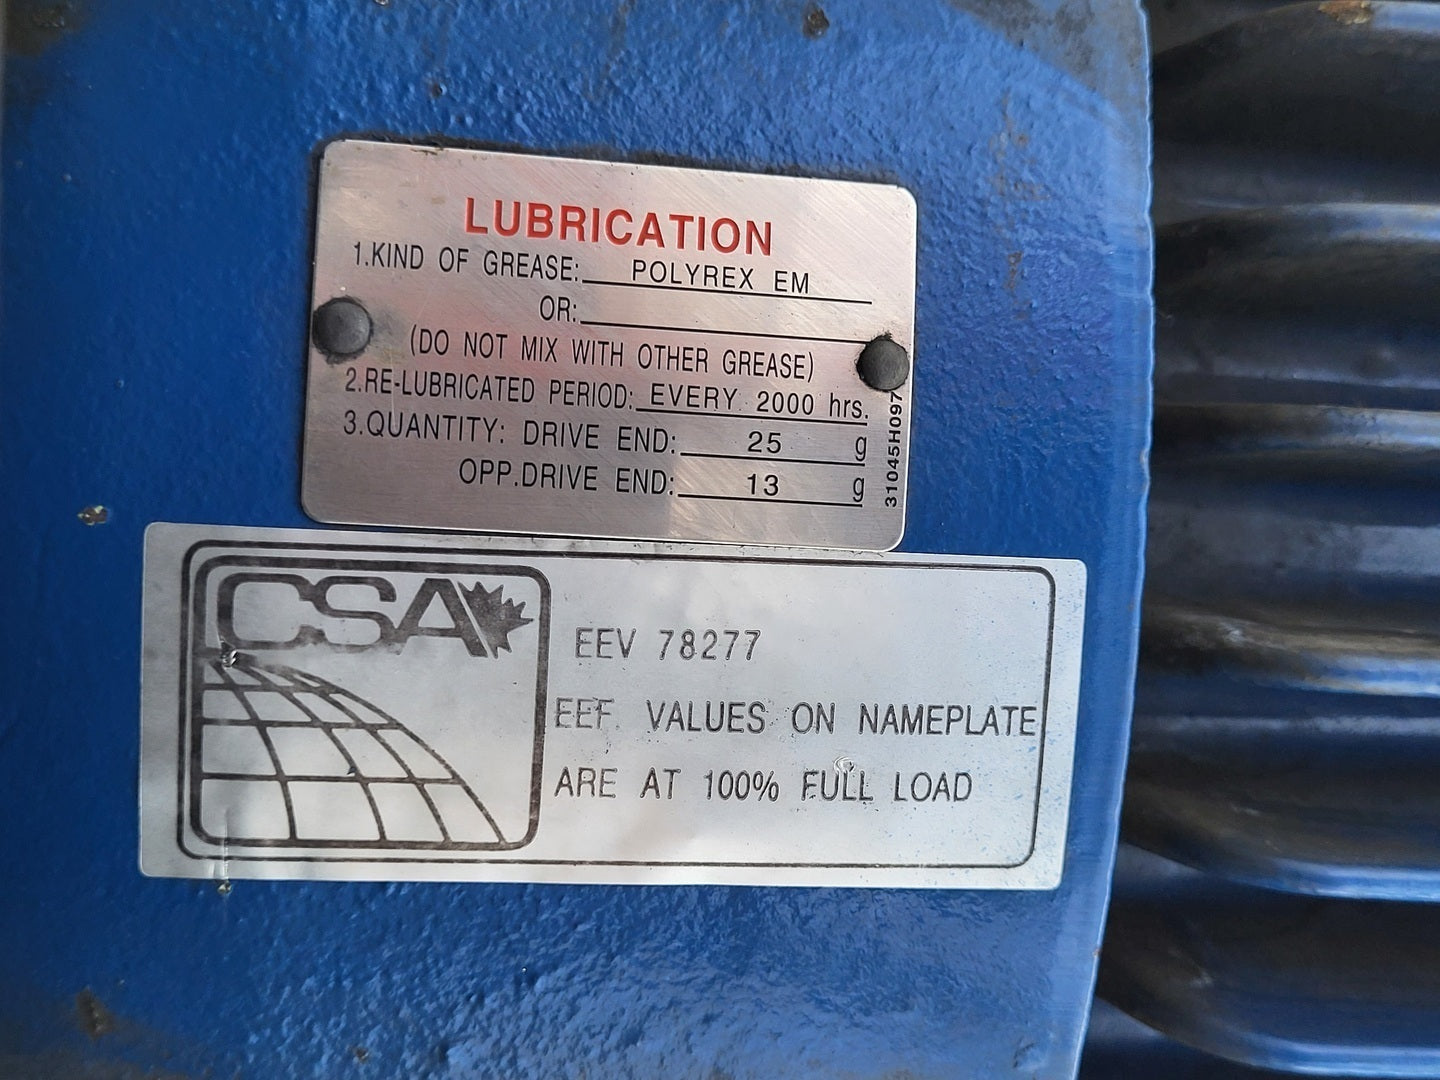 LUBRICATION
1.KIND OF GREASE: POLYREX EM
OR:
(DO NOT MIX WITH OTHER GREASE)
2.RE-LUBRICATED PERIOD: EVERY 2000 hrs.
3.QUANTITY: DRIVE END: 25 g
OPP.DRIVE END: 13 g
31045H097
CSA
EEV 78277
EEF. VALUES ON NAMEPLATE
ARE AT 100% FULL LOAD